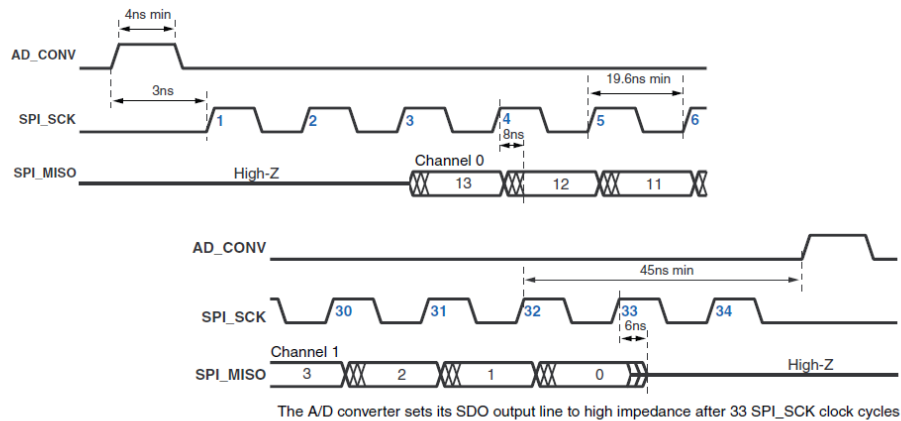 4ns min
AD_CONV
3ns
19.6ns min
SPI_SCK
1 2 3 4 5 6
8ns
Channel 0
SPI_MISO
High-Z
13 12 11
AD_CONV
45ns min
SPI_SCK
30 31 32 33 34
6ns
Channel 1
SPI_MISO
3 2 1 0
High-Z
The A/D converter sets its SDO output line to high impedance after 33 SPI_SCK clock cycles